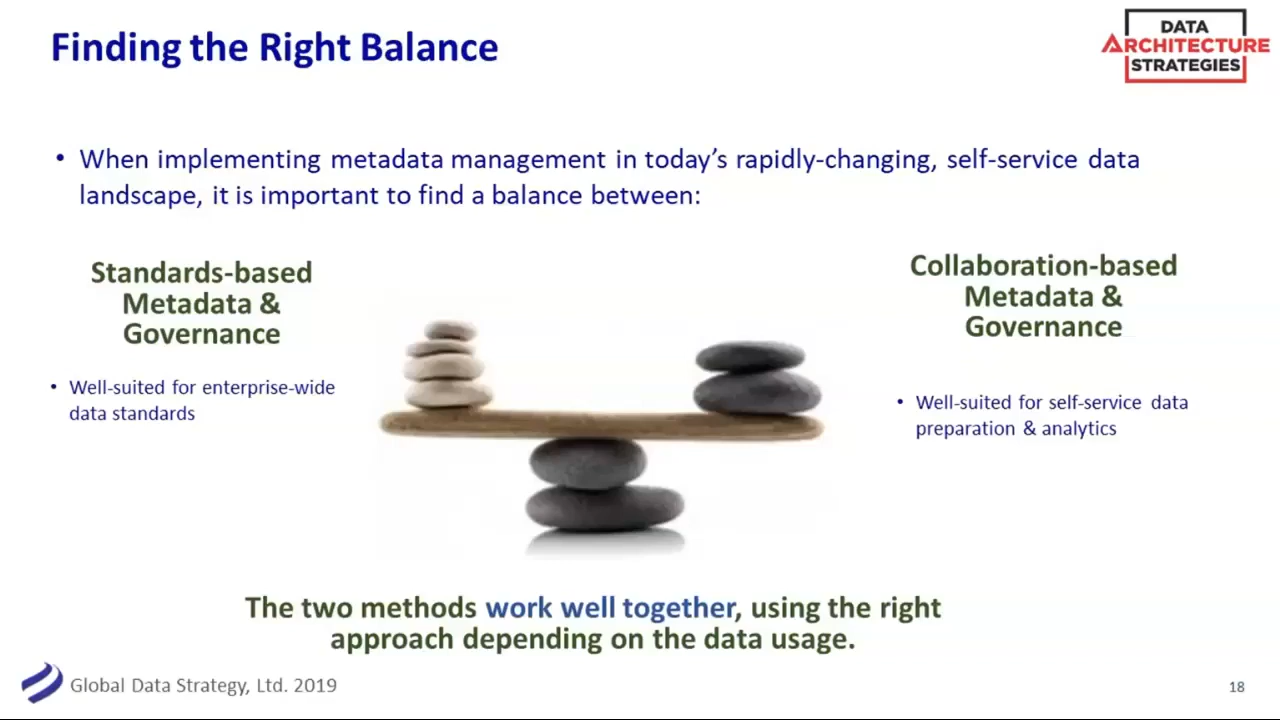 Finding the Right Balance
DATA
ARCHITECTURE
STRATEGIES
• When implementing metadata management in today’s rapidly-changing, self-service data
landscape, it is important to find a balance between:
Standards-based
Metadata &
Governance
• Well-suited for enterprise-wide
data standards
Collaboration-based
Metadata &
Governance
• Well-suited for self-service data
preparation & analytics
The two methods work well together, using the right
approach depending on the data usage.
Global Data Strategy, Ltd. 2019
18